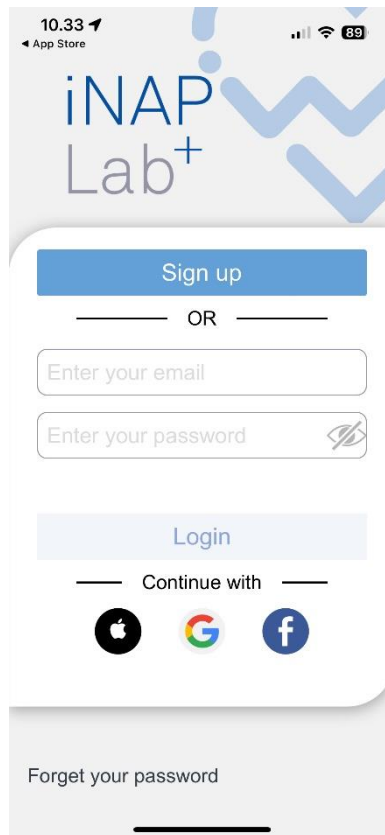 10.33
89
◀ App Store
iNAP
Lab+
Sign up
OR
Enter your email
Enter your password
Login
Continue with
Forget your password